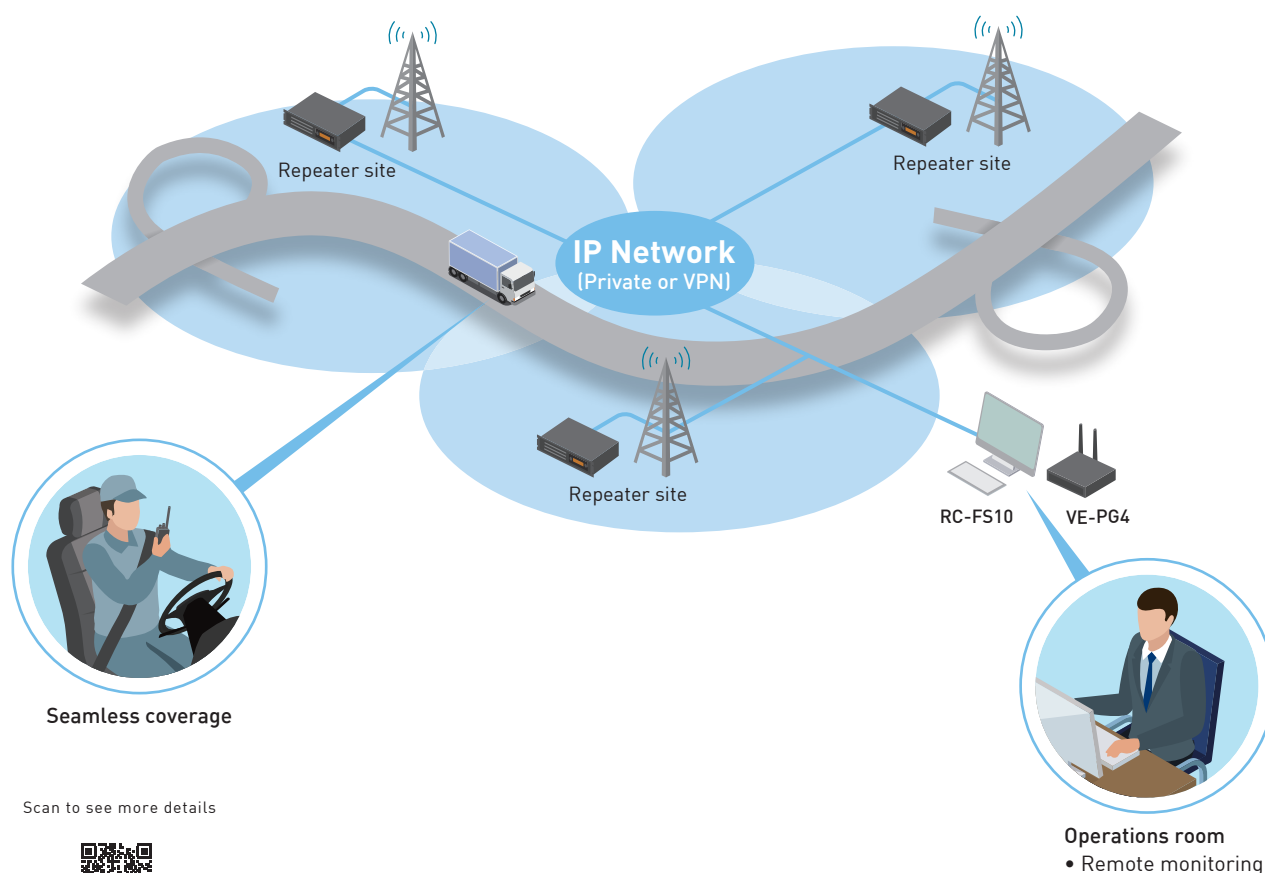 Repeater site
Repeater site
IP Network
(Private or VPN)
Repeater site
RC-FS10
VE-PG4
Seamless coverage
Scan to see more details
Operations room
• Remote monitoring